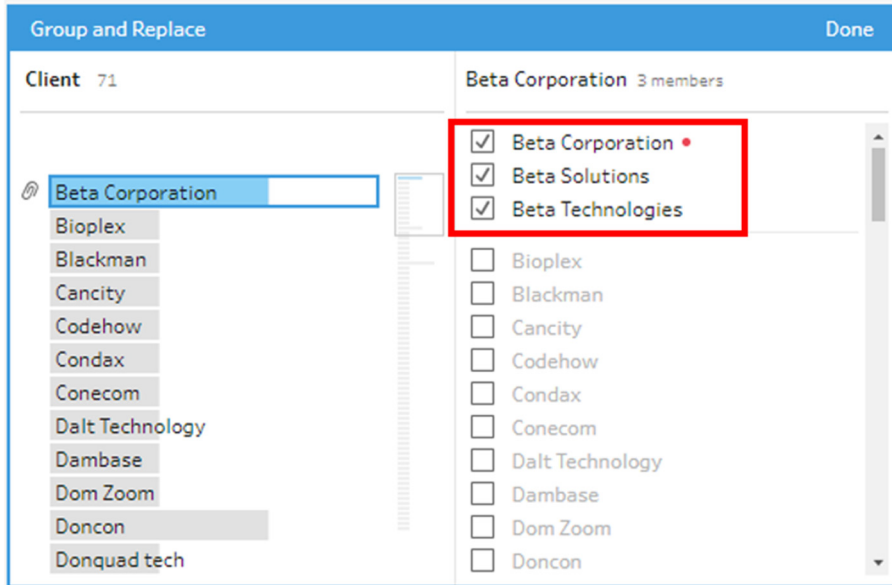 Group and Replace Done
Client 71
Beta Corporation
Bioplex
Blackman
Cancity
Codehow
Condax
Conecom
Dalt Technology
Dambase
Dom Zoom
Doncon
Donquad tech
Beta Corporation 3 members
Beta Corporation
Beta Solutions
Beta Technologies
Bioplex
Blackman
Cancity
Codehow
Condax
Conecom
Dalt Technology
Dambase
Dom Zoom
Doncon